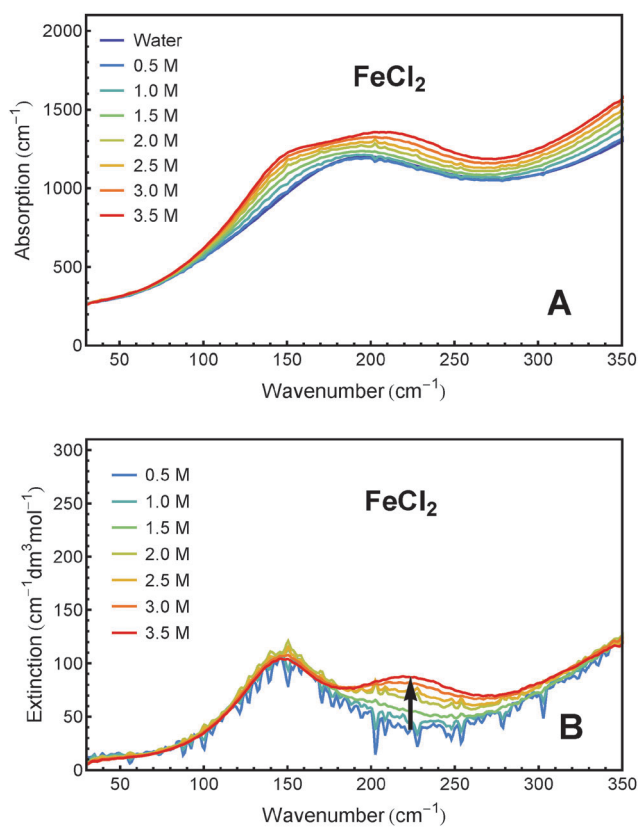 2000
1500
1000
500
0
Absorption (cm⁻¹)
Water
0.5 M
1.0 M
1.5 M
2.0 M
2.5 M
3.0 M
3.5 M
FeCl₂
A
50 100 150 200 250 300 350
Wavenumber (cm⁻¹)
300
250
200
150
100
50
0
Extinction (cm⁻¹dm³mol⁻¹)
0.5 M
1.0 M
1.5 M
2.0 M
2.5 M
3.0 M
3.5 M
FeCl₂
B
50 100 150 200 250 300 350
Wavenumber (cm⁻¹)